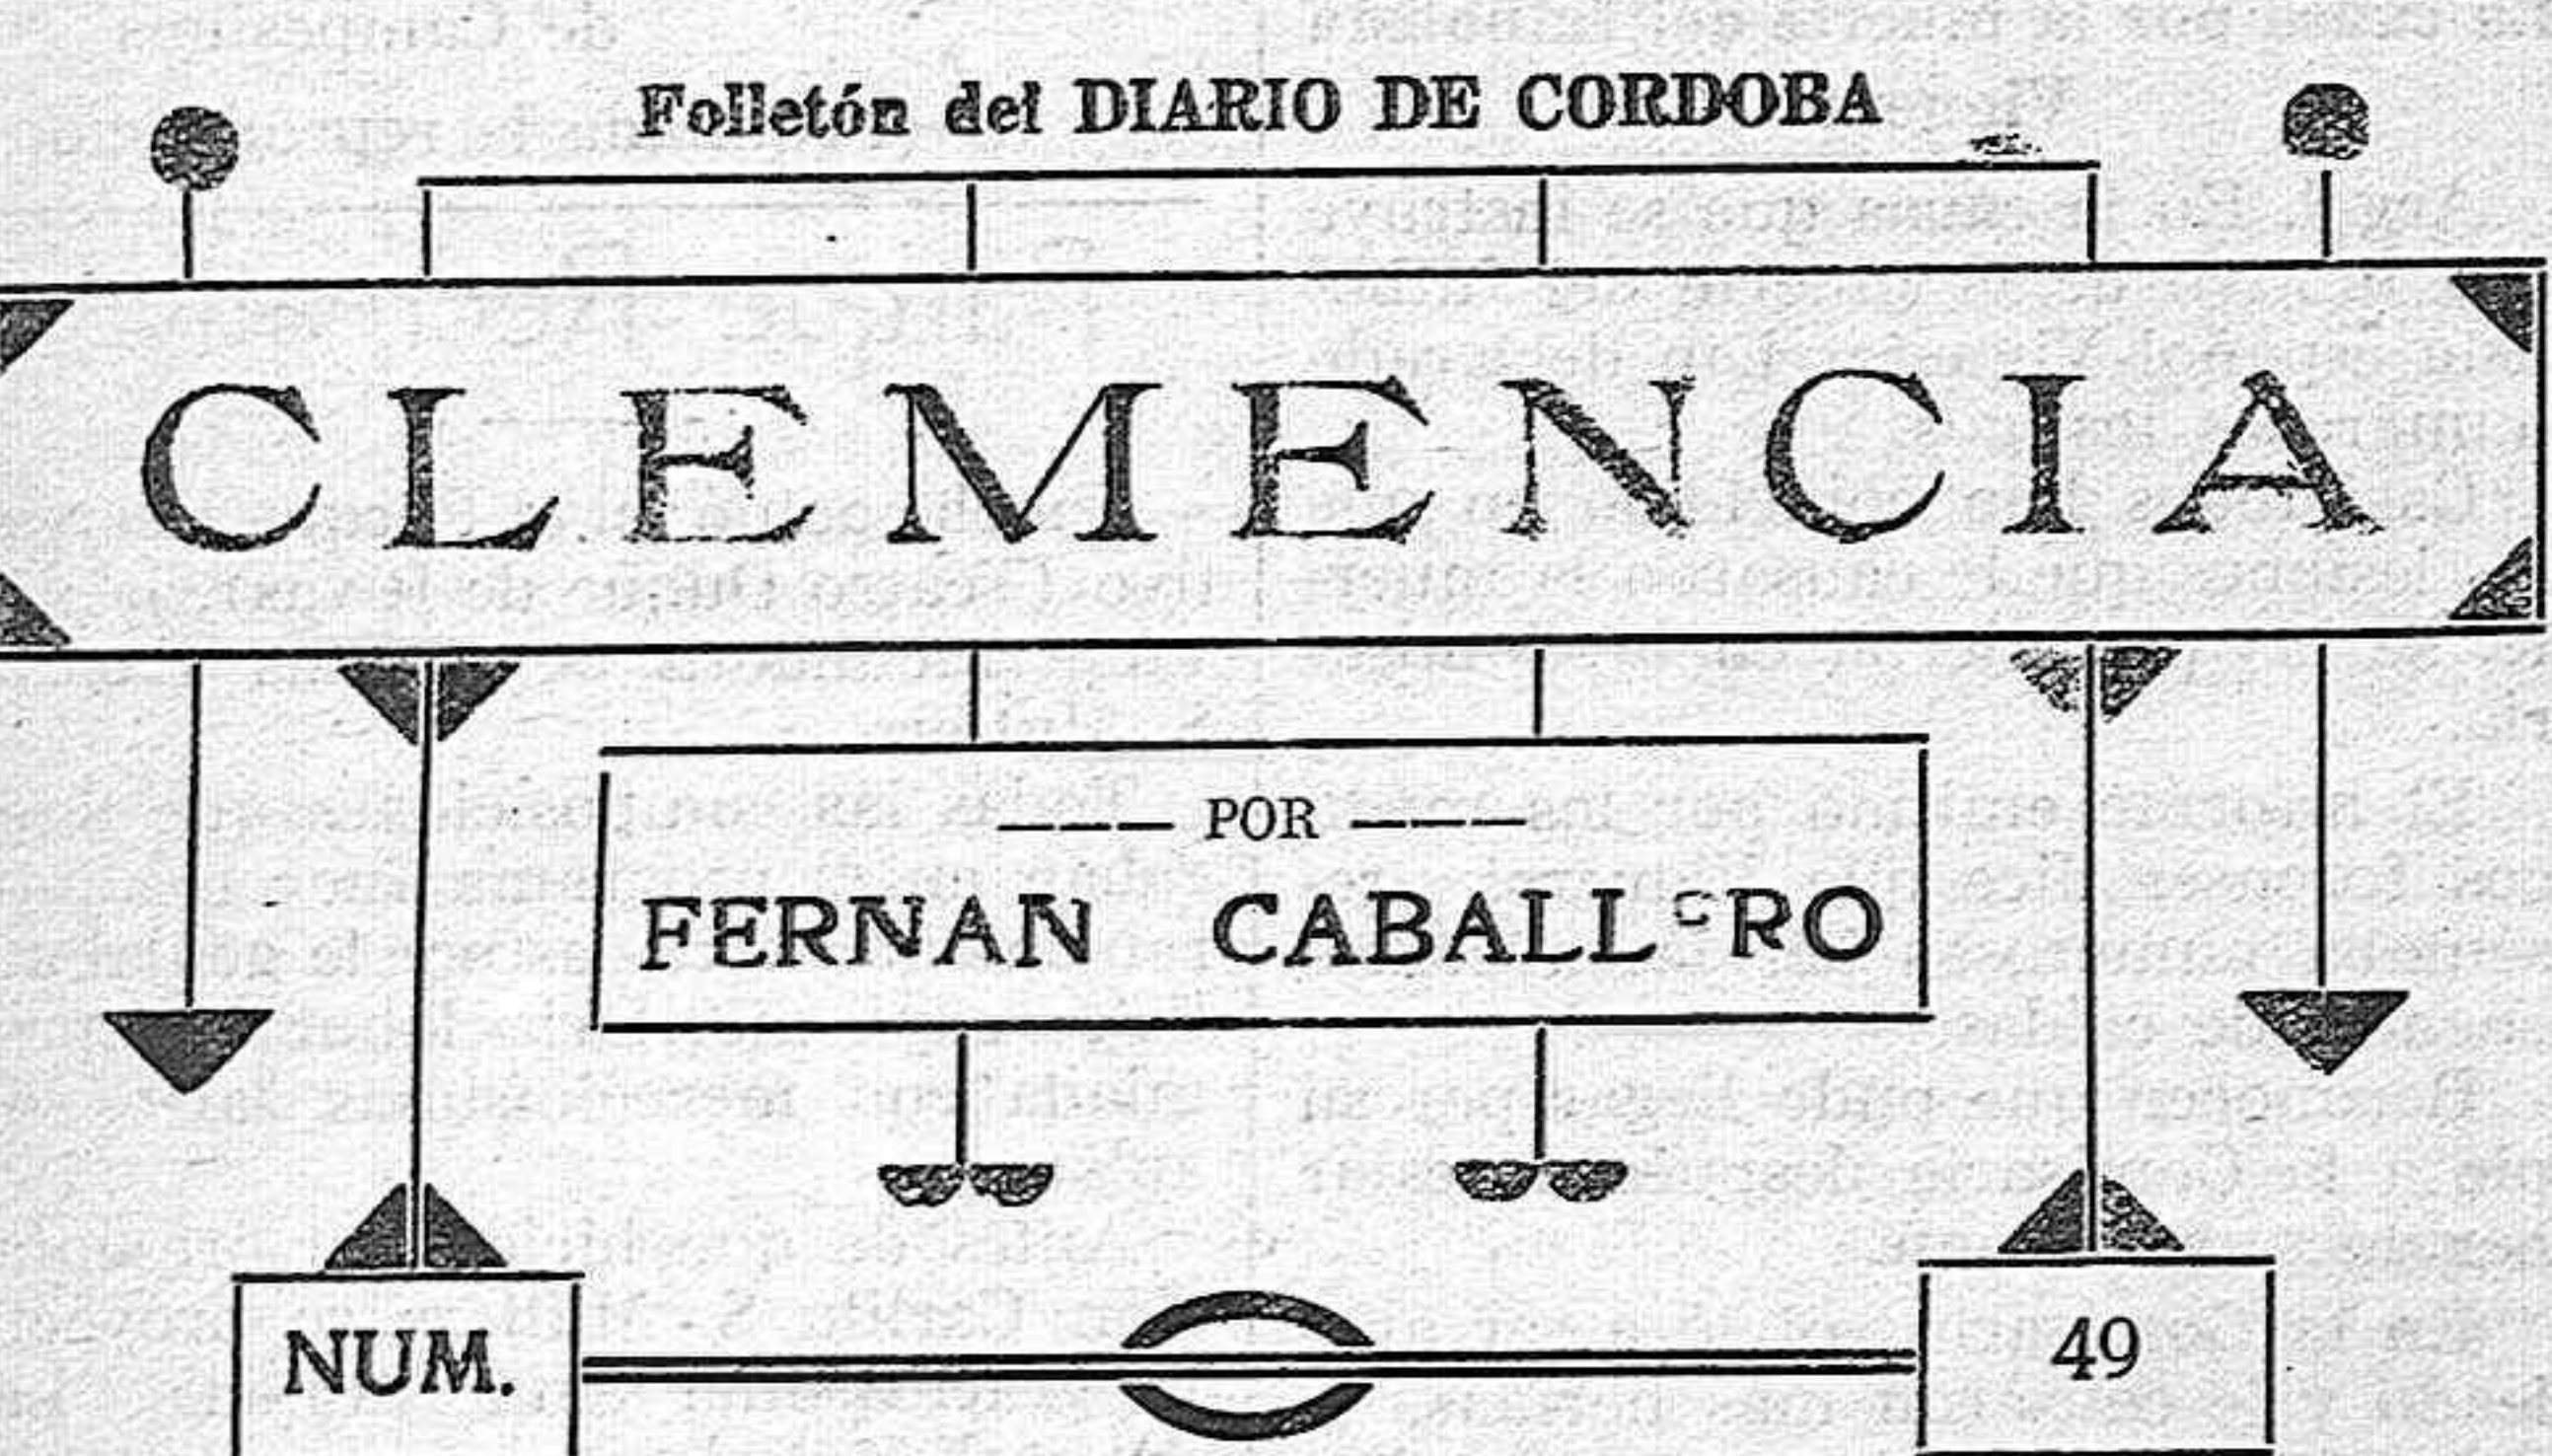 Folletón del DIARIO DE CORDOBA
CLEMENCIA
——— POR ———
FERNAN CABALLERO
NUM. 49